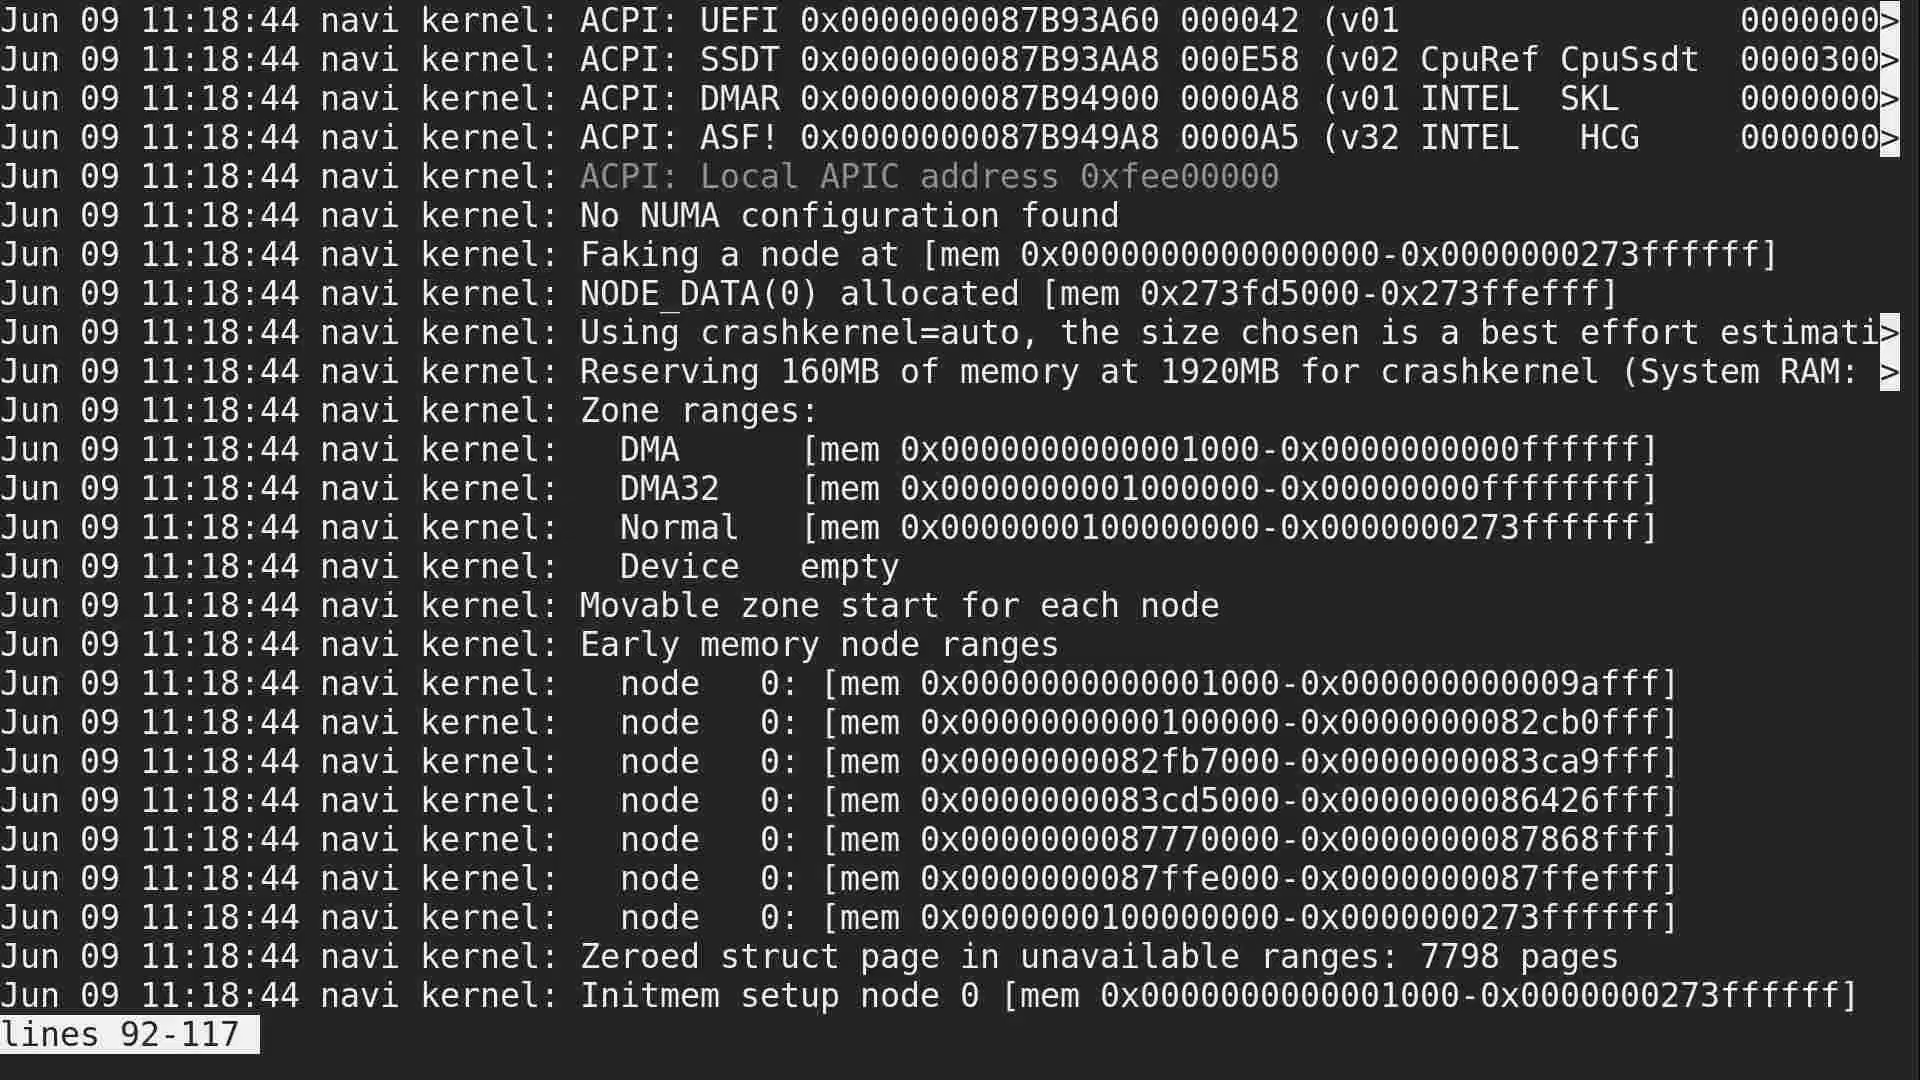 Jun 09 11:18:44 navi kernel: ACPI: UEFI 0x0000000087B93A60 000042 (v01                 0000000>
Jun 09 11:18:44 navi kernel: ACPI: SSDT 0x0000000087B93AA8 000E58 (v02 CpuRef CpuSsdt  0000300>
Jun 09 11:18:44 navi kernel: ACPI: DMAR 0x0000000087B94900 0000A8 (v01 INTEL  SKL      0000000>
Jun 09 11:18:44 navi kernel: ACPI: ASF! 0x0000000087B949A8 0000A5 (v32 INTEL   HCG     0000000>
Jun 09 11:18:44 navi kernel: ACPI: Local APIC address 0xfee00000
Jun 09 11:18:44 navi kernel: No NUMA configuration found
Jun 09 11:18:44 navi kernel: Faking a node at [mem 0x0000000000000000-0x0000000273ffffff]
Jun 09 11:18:44 navi kernel: NODE_DATA(0) allocated [mem 0x273fd5000-0x273ffefff]
Jun 09 11:18:44 navi kernel: Using crashkernel=auto, the size chosen is a best effort estimati>
Jun 09 11:18:44 navi kernel: Reserving 160MB of memory at 1920MB for crashkernel (System RAM: >
Jun 09 11:18:44 navi kernel: Zone ranges:
Jun 09 11:18:44 navi kernel:   DMA      [mem 0x0000000000001000-0x0000000000ffffff]
Jun 09 11:18:44 navi kernel:   DMA32    [mem 0x0000000001000000-0x00000000ffffffff]
Jun 09 11:18:44 navi kernel:   Normal   [mem 0x0000000100000000-0x0000000273ffffff]
Jun 09 11:18:44 navi kernel:   Device   empty
Jun 09 11:18:44 navi kernel: Movable zone start for each node
Jun 09 11:18:44 navi kernel: Early memory node ranges
Jun 09 11:18:44 navi kernel:   node   0: [mem 0x0000000000001000-0x000000000009afff]
Jun 09 11:18:44 navi kernel:   node   0: [mem 0x0000000000100000-0x0000000082cb0fff]
Jun 09 11:18:44 navi kernel:   node   0: [mem 0x0000000082fb7000-0x0000000083ca9fff]
Jun 09 11:18:44 navi kernel:   node   0: [mem 0x0000000083cd5000-0x0000000086426fff]
Jun 09 11:18:44 navi kernel:   node   0: [mem 0x0000000087770000-0x0000000087868fff]
Jun 09 11:18:44 navi kernel:   node   0: [mem 0x0000000087ffe000-0x0000000087ffefff]
Jun 09 11:18:44 navi kernel:   node   0: [mem 0x0000000100000000-0x0000000273ffffff]
Jun 09 11:18:44 navi kernel: Zeroed struct page in unavailable ranges: 7798 pages
Jun 09 11:18:44 navi kernel: Initmem setup node 0 [mem 0x0000000000001000-0x0000000273ffffff]
lines 92-117